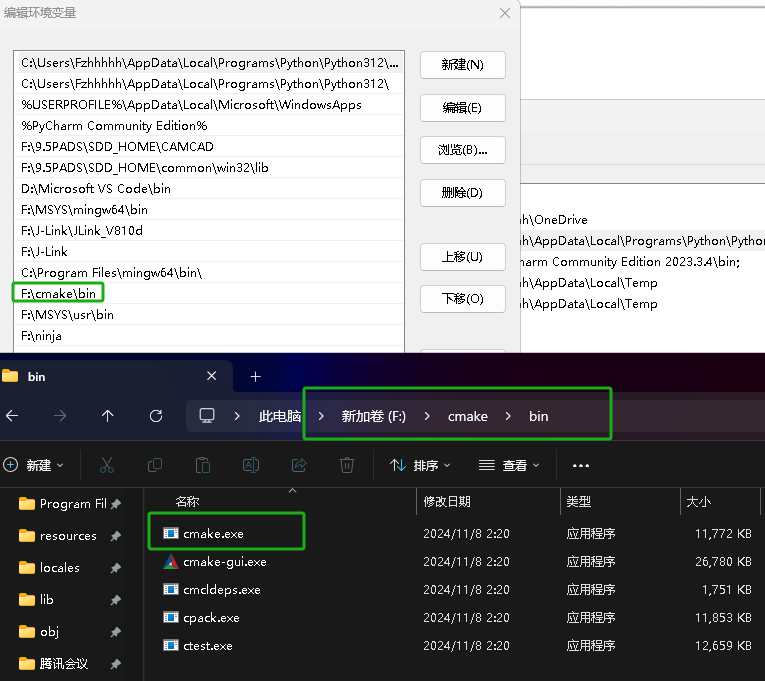 编辑环境变量
C:\Users\Fzhhhhh\AppData\Local\Programs\Python\Python312\...
C:\Users\Fzhhhhh\AppData\Local\Programs\Python\Python312\
%USERPROFILE%\AppData\Local\Microsoft\WindowsApps
%PyCharm Community Edition%
F:\9.5PADS\SDD_HOME\CAMCAD
F:\9.5PADS\SDD_HOME\common\win32\lib
D:\Microsoft VS Code\bin
F:\MSYS\mingw64\bin
F:\J-Link\JLink_V810d
F:\J-Link
C:\Program Files\mingw64\bin\
F:\cmake\bin
F:\MSYS\usr\bin
F:\ninja
新建(N)
编辑(E)
浏览(B)...
删除(D)
上移(U)
下移(O)
hh\OneDrive
hh\AppData\Local\Programs\Python\Pytho
harm Community Edition 2023.3.4\bin;
hh\AppData\Local\Temp
hh\AppData\Local\Temp
bin
此电脑 > 新加卷 (F:) > cmake > bin
新建 排序 查看 ...
Program Fil
resources
locales
lib
obj
腾讯会议
名称 修改日期 类型 大小
cmake.exe 2024/11/8 2:20 应用程序 11,772 KB
cmake-gui.exe 2024/11/8 2:20 应用程序 26,780 KB
cmcldeps.exe 2024/11/8 2:20 应用程序 1,751 KB
cpack.exe 2024/11/8 2:20 应用程序 11,853 KB
ctest.exe 2024/11/8 2:20 应用程序 12,659 KB